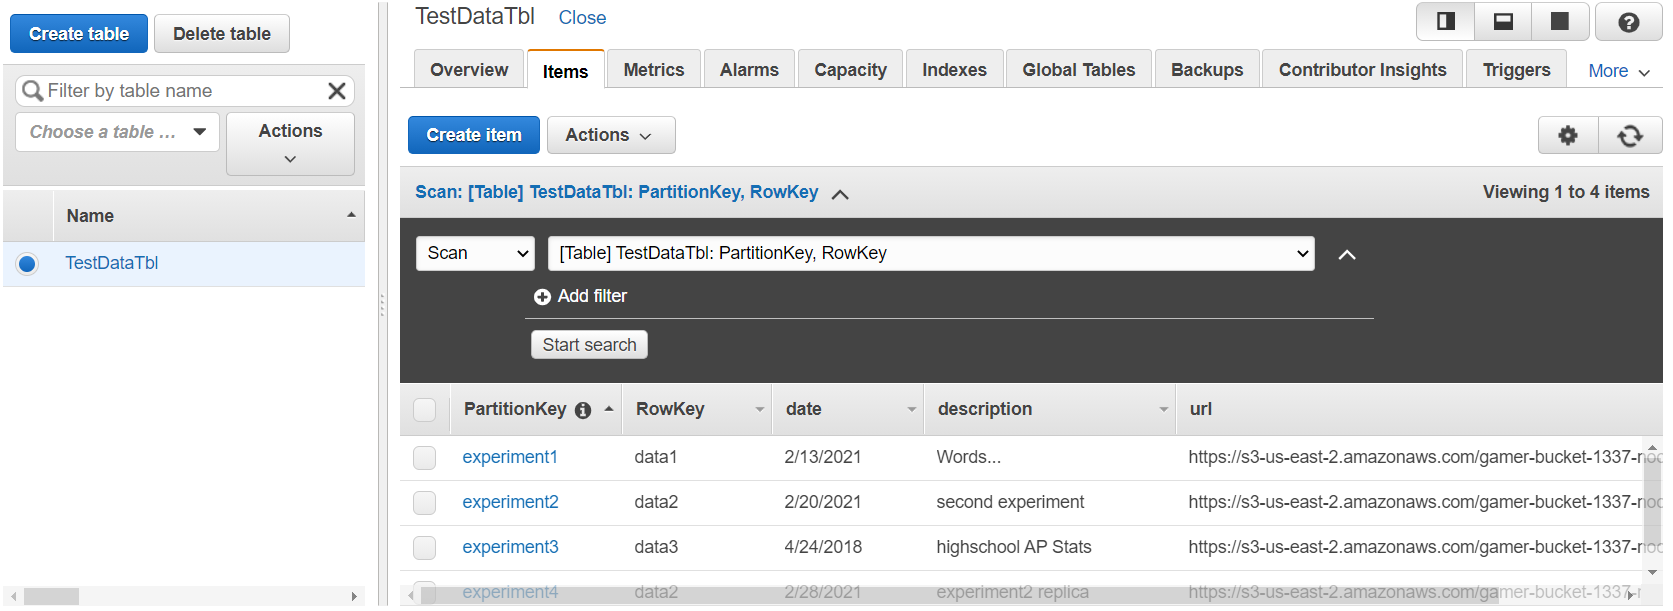 Create table
Delete table
Filter by table name
Choose a table ...
Actions
Name
TestDataTbl
TestDataTbl Close
Overview Items Metrics Alarms Capacity Indexes Global Tables Backups Contributor Insights Triggers More
Create item Actions
Scan: [Table] TestDataTbl: PartitionKey, RowKey Viewing 1 to 4 items
Scan [Table] TestDataTbl: PartitionKey, RowKey
Add filter
Start search
PartitionKey RowKey date description url
experiment1 data1 2/13/2021 Words... https://s3-us-east-2.amazonaws.com/gamer-bucket-1337-noc
experiment2 data2 2/20/2021 second experiment https://s3-us-east-2.amazonaws.com/gamer-bucket-1337-noc
experiment3 data3 4/24/2018 highschool AP Stats https://s3-us-east-2.amazonaws.com/gamer-bucket-1337-noc
experiment4 data2 2/28/2021 experiment2 replica https://s3-us-east-2.amazonaws.com/gamer-bucket-1337-